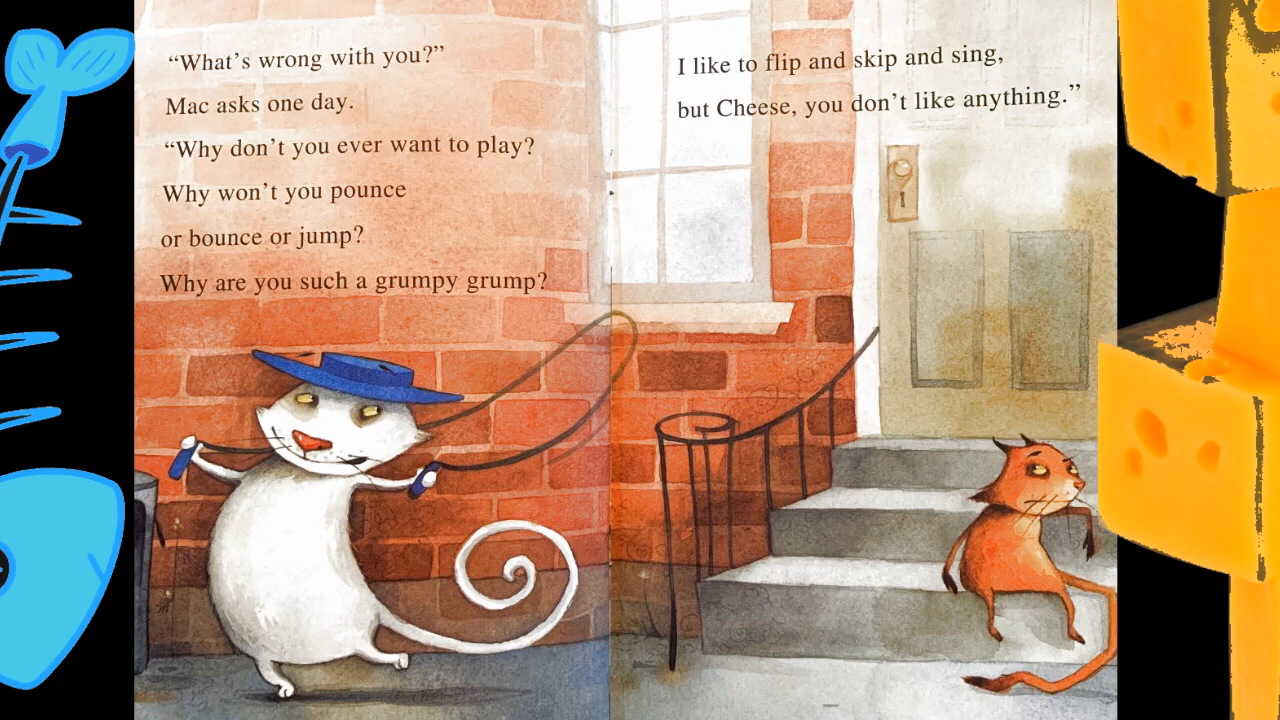 “What’s wrong with you?”
Mac asks one day.
“Why don’t you ever want to play?
Why won’t you pounce
or bounce or jump?
Why are you such a grumpy grump?
I like to flip and skip and sing,
but Cheese, you don’t like anything.”